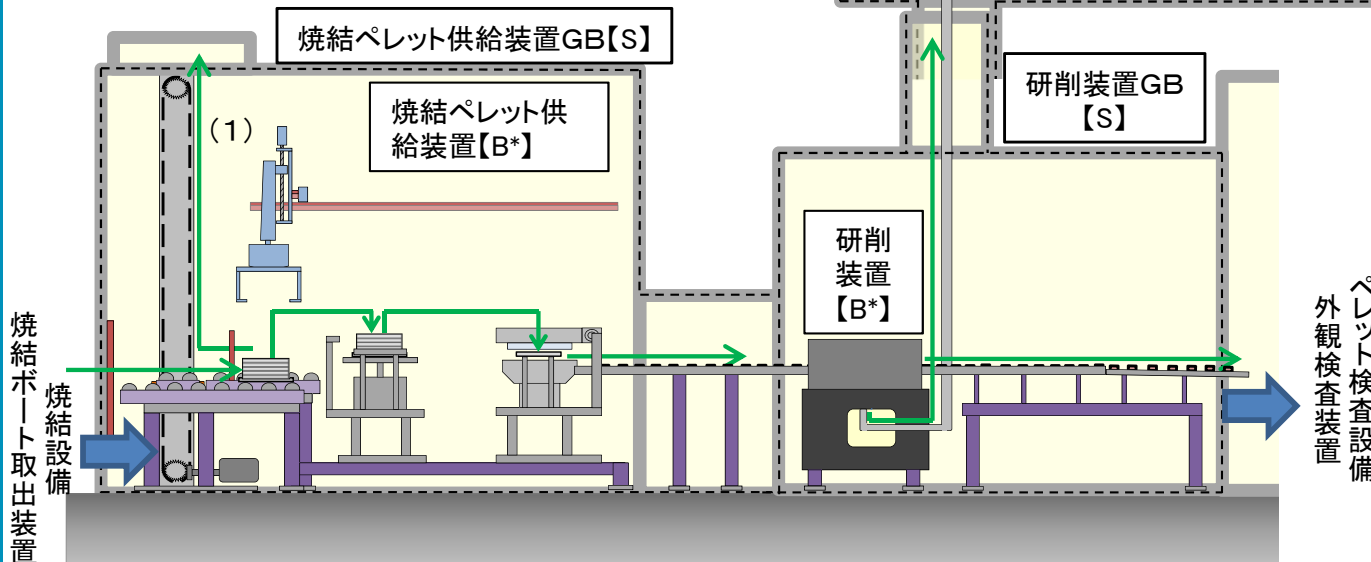 焼結ペレット供給装置GB【S】
(1)
焼結ペレット供
給装置【B*】
研削装置GB
【S】
研削
装置
【B*】
焼結設備
焼結ボート取出装置
ペレット検査設備
外観検査装置